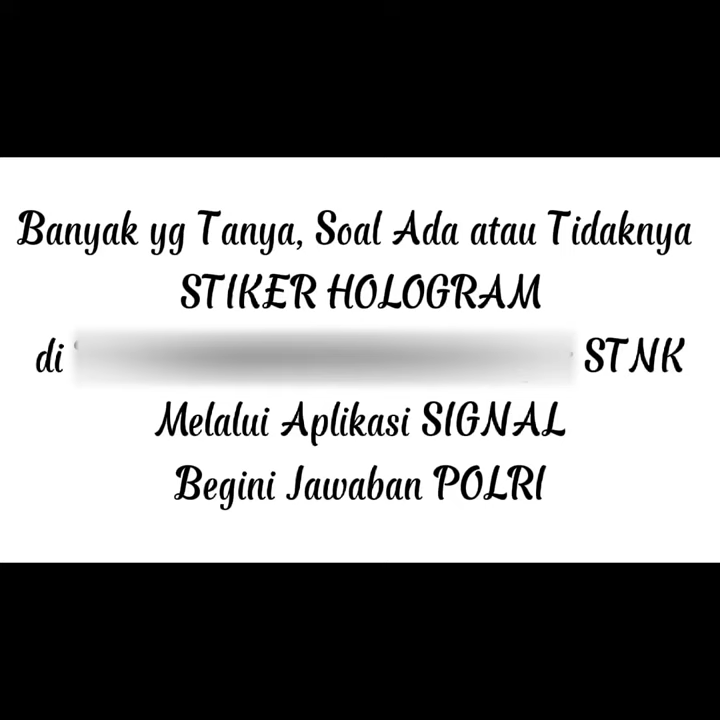 Banyak yg Tanya, Soal Ada atau Tidaknya
STIKER HOLOGRAM
di STNK
Melalui Aplikasi SIGNAL
Begini Jawaban POLRI